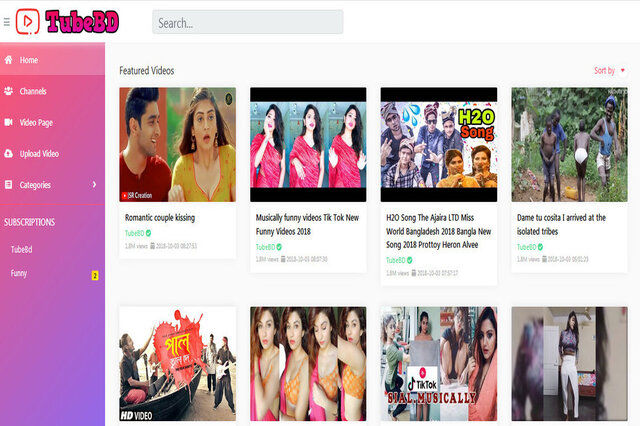 TubeBD
Search...
Home
Channels
Video Page
Upload Video
Categories
SUBSCRIPTIONS
TubeBd
Funny
2
Featured Videos
Sort by
JSR Creation
Romantic couple kissing
TubeBD
1.8M views 2018-10-03 08:27:53
Musically funny videos Tik Tok New
Funny Videos 2018
TubeBD
1.8M views 2018-10-03 08:07:30
H2O
Song
H2O Song The Ajaira LTD Miss
World Bangladesh 2018 Bangla New
Song 2018 Prottoy Heron Alvee
TubeBD
1.8M views 2018-10-03 07:57:17
Dame tu cosita I arrived at the
isolated tribes
TubeBD
1.8M views 2018-10-03 05:01:23
পাল
HD VIDEO
TikTok
SIAL.MUSICALLY